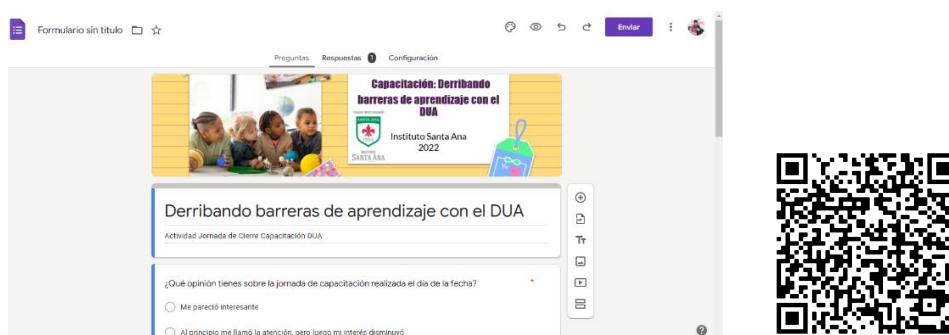 Formulario sin título
Enviar
Preguntas Respuestas 1 Configuración
Capacitación: Derribando
barreras de aprendizaje con el
DUA
Instituto Santa Ana
2022
SANTA ANA
Derribando barreras de aprendizaje con el DUA
Actividad Jornada de Cierre Capacitación DUA
¿Qué opinión tienes sobre la jornada de capacitación realizada el día de la fecha? *
Me pareció interesante
Al principio me llamó la atención, pero luego mi interés disminuyó